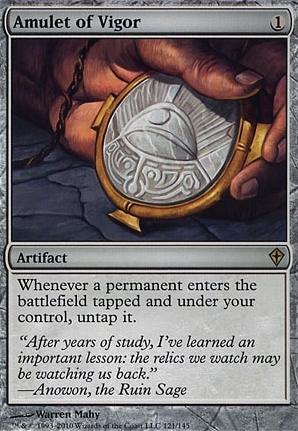 Amulet of Vigor 1
Artifact
Whenever a permanent enters the
battlefield tapped and under your
control, untap it.
“After years of study, I’ve learned an
important lesson: the relics we watch may
be watching us back.”
—Anowon, the Ruin Sage
Warren Mahy
™ & © 1993–2010 Wizards of the Coast LLC 121/145